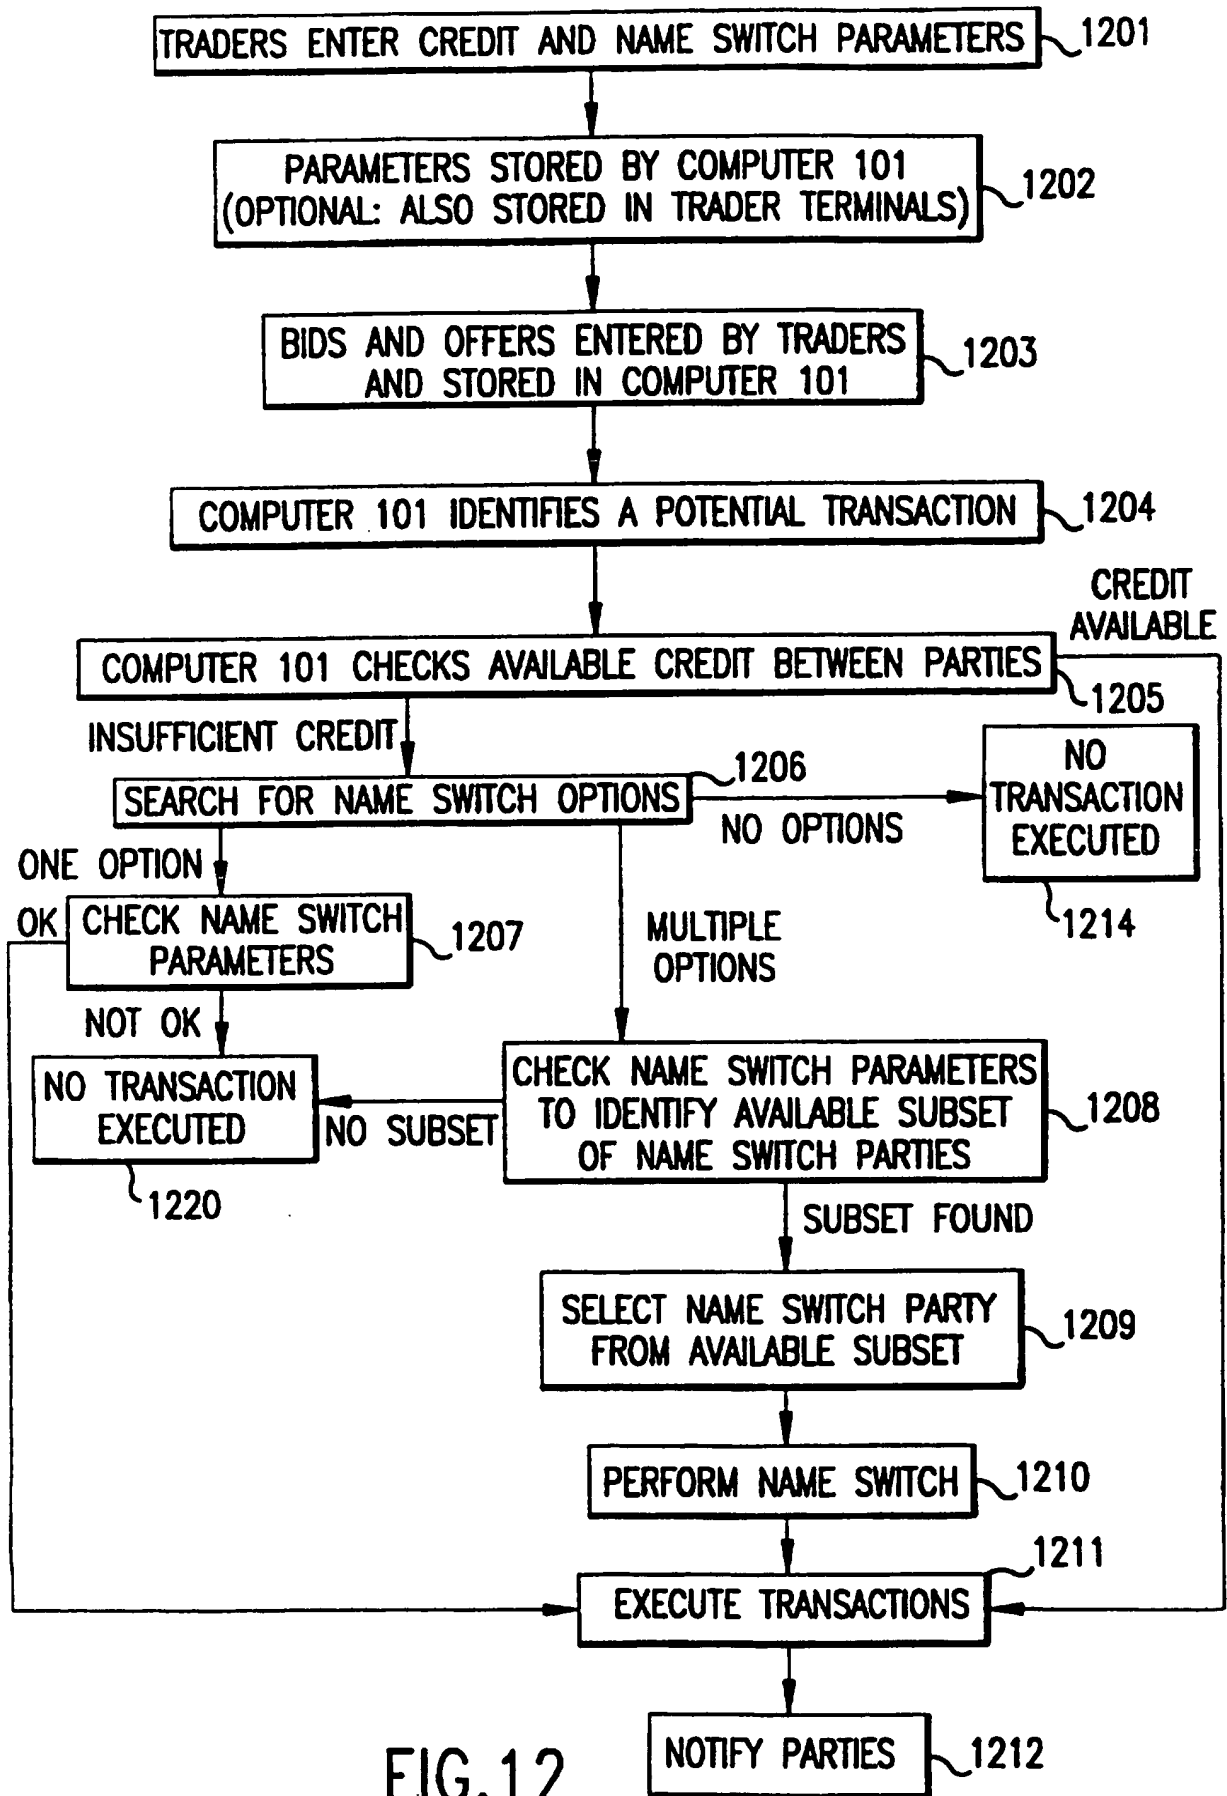 TRADERS ENTER CREDIT AND NAME SWITCH PARAMETERS
1201
PARAMETERS STORED BY COMPUTER 101
(OPTIONAL: ALSO STORED IN TRADER TERMINALS)
1202
BIDS AND OFFERS ENTERED BY TRADERS
AND STORED IN COMPUTER 101
1203
COMPUTER 101 IDENTIFIES A POTENTIAL TRANSACTION
1204
CREDIT
AVAILABLE
COMPUTER 101 CHECKS AVAILABLE CREDIT BETWEEN PARTIES
1205
INSUFFICIENT CREDIT
SEARCH FOR NAME SWITCH OPTIONS
1206
NO OPTIONS
NO
TRANSACTION
EXECUTED
1214
ONE OPTION
OK
CHECK NAME SWITCH
PARAMETERS
1207
MULTIPLE
OPTIONS
NOT OK
NO TRANSACTION
EXECUTED
1220
NO SUBSET
CHECK NAME SWITCH PARAMETERS
TO IDENTIFY AVAILABLE SUBSET
OF NAME SWITCH PARTIES
1208
SUBSET FOUND
SELECT NAME SWITCH PARTY
FROM AVAILABLE SUBSET
1209
PERFORM NAME SWITCH
1210
1211
EXECUTE TRANSACTIONS
NOTIFY PARTIES
1212
FIG.12